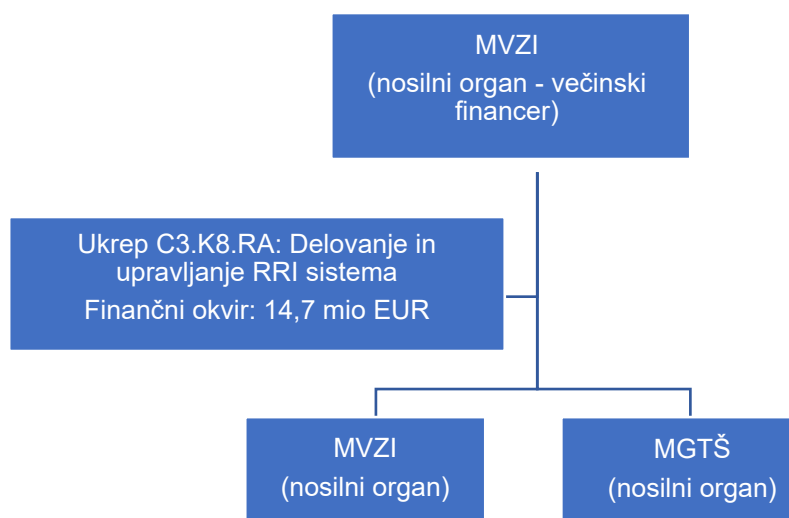 MVZI
(nosilni organ - večinski
financer)
Ukrep C3.K8.RA: Delovanje in
upravljanje RRI sistema
Finančni okvir: 14,7 mio EUR
MVZI
(nosilni organ)
MGTŠ
(nosilni organ)